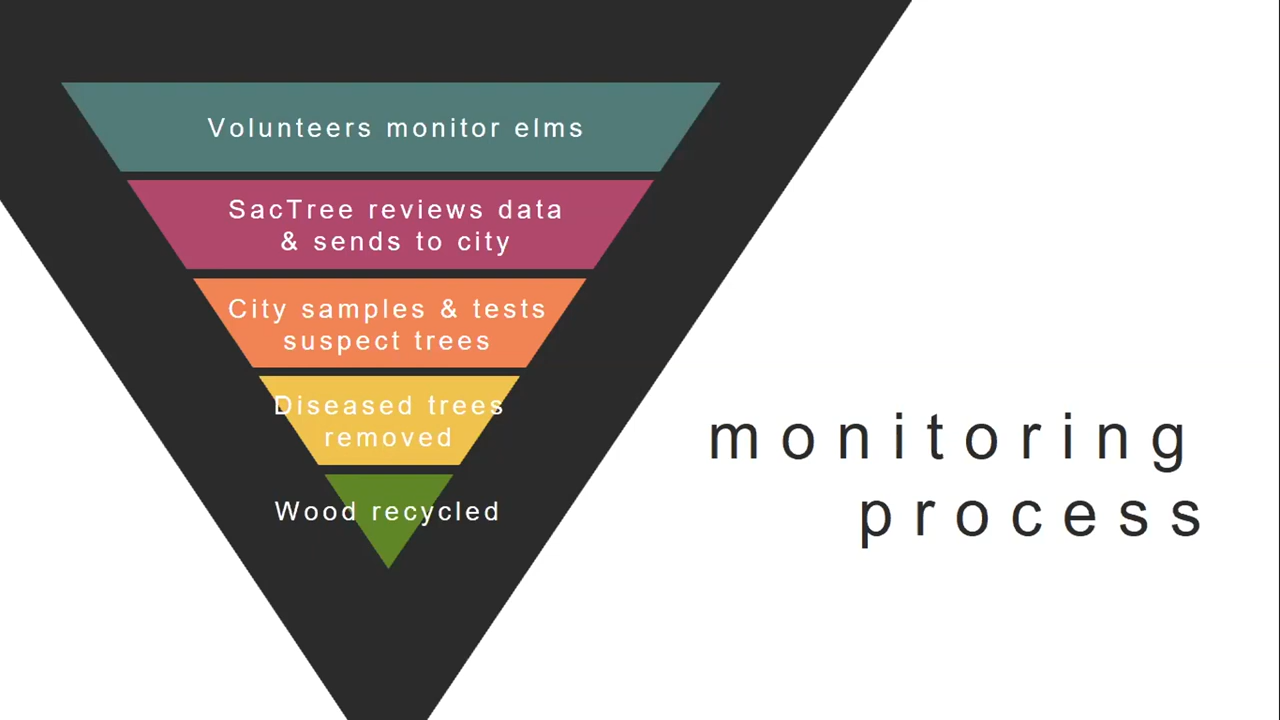 Volunteers monitor elms
SacTree reviews data
& sends to city
City samples & tests
suspect trees
Diseased trees
removed
Wood recycled
monitoring
process